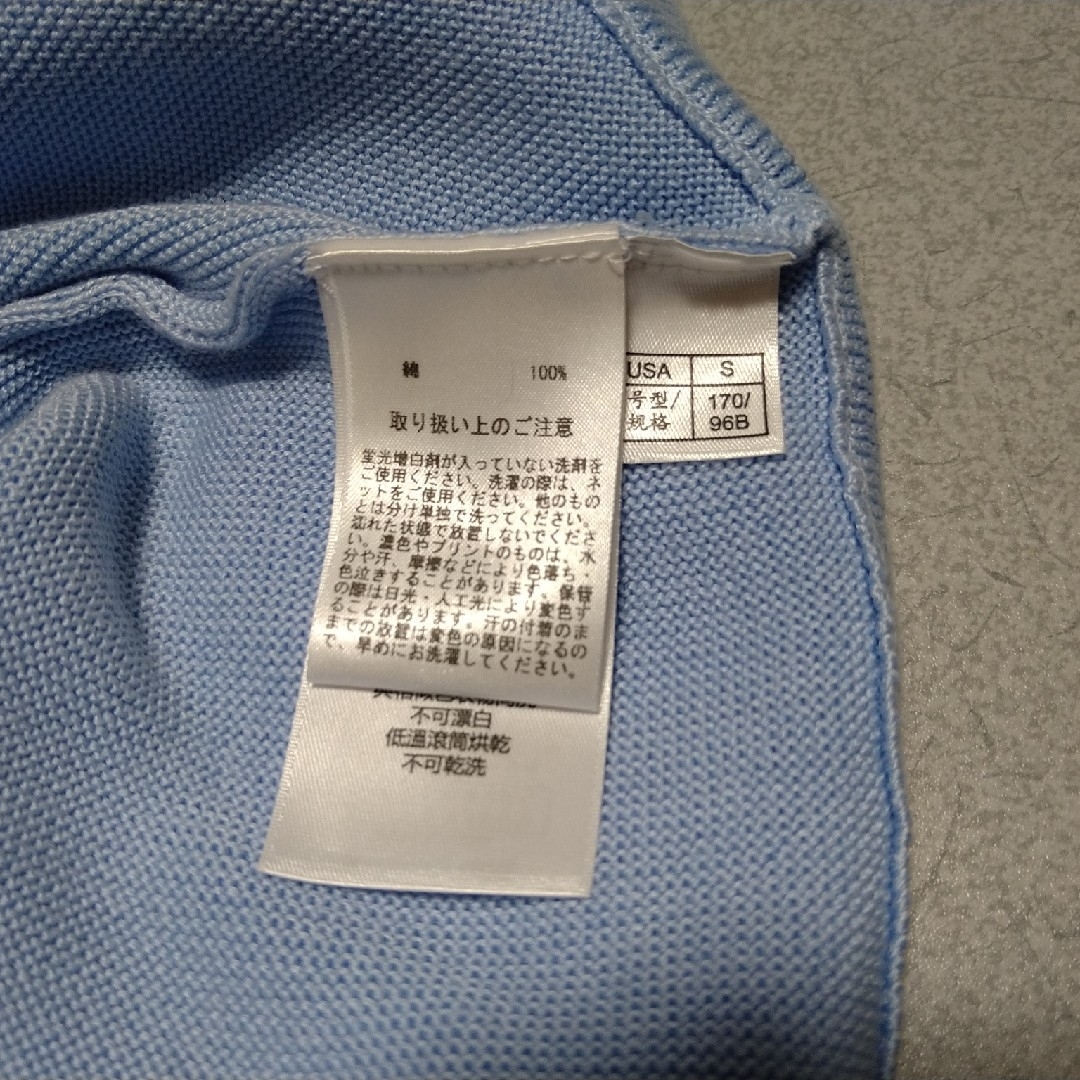 綿 100%
取り扱い上のご注意
蛍光増白剤が入っていない洗剤を
ご使用ください。洗濯の際は、ネ
ットをご使用ください。他のもの
とは分け単独で洗ってください。
濡れた状態で放置しないでくださ
い。濃色やプリントのものは、水
分や汗、摩擦などにより色落ち・
色泣きすることがあります。保管
の際は日光・人工光により変色す
ることがあります。汗の付着のま
までの放置は変色の原因になるの
で、早めにお洗濯してください。
不可漂白
低溫滾筒烘乾
不可乾洗
USA S
号型/ 170/
规格 96B